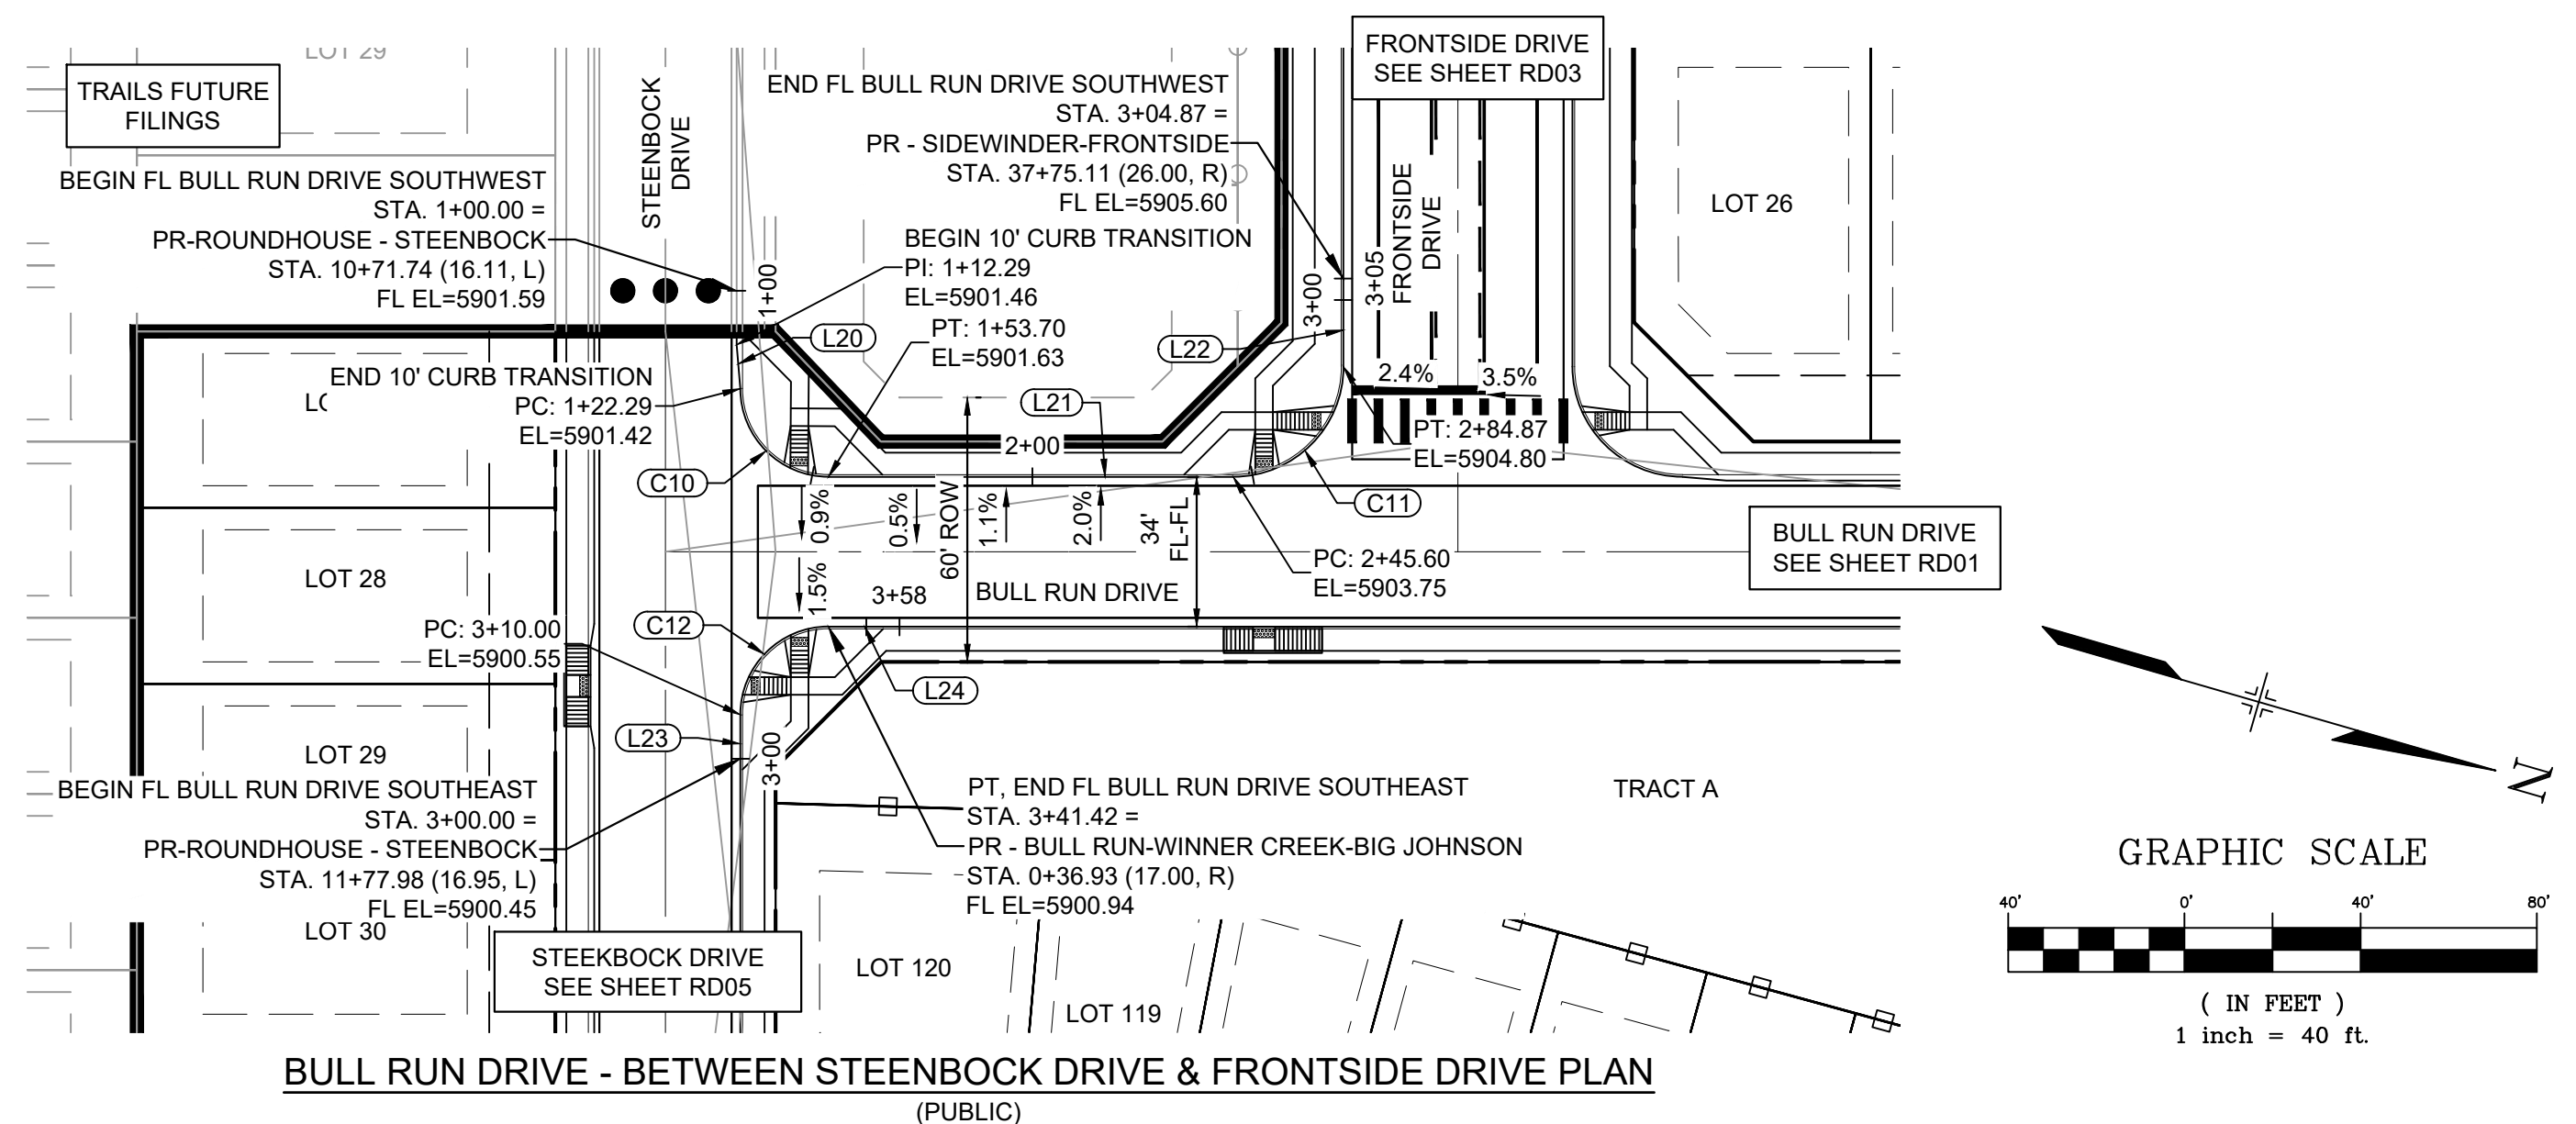 LOT 29
TRAILS FUTURE
FILINGS
STEENBOCK
DRIVE
END FL BULL RUN DRIVE SOUTHWEST
STA. 3+04.87 =
PR - SIDEWINDER-FRONTSIDE
STA. 37+75.11 (26.00, R)
FL EL=5905.60
FRONTSIDE DRIVE
SEE SHEET RD03
BEGIN FL BULL RUN DRIVE SOUTHWEST
STA. 1+00.00 =
PR-ROUNDHOUSE - STEENBOCK
STA. 10+71.74 (16.11, L)
FL EL=5901.59
1+00
BEGIN 10' CURB TRANSITION
PI: 1+12.29
EL=5901.46
PT: 1+53.70
EL=5901.63
L20
L22
3+00
3+05
FRONTSIDE
DRIVE
LOT 26
END 10' CURB TRANSITION
PC: 1+22.29
EL=5901.42
L21
2.4%
3.5%
2+00
PT: 2+84.87
EL=5904.80
C10
C11
0.9%
0.5%
60' ROW
1.1%
2.0%
34'
FL-FL
BULL RUN DRIVE
SEE SHEET RD01
PC: 2+45.60
EL=5903.75
LOT 28
1.5%
3+58
BULL RUN DRIVE
PC: 3+10.00
EL=5900.55
C12
L24
L23
3+00
LOT 29
BEGIN FL BULL RUN DRIVE SOUTHEAST
STA. 3+00.00 =
PR-ROUNDHOUSE - STEENBOCK
STA. 11+77.98 (16.95, L)
FL EL=5900.45
LOT 30
PT, END FL BULL RUN DRIVE SOUTHEAST
STA. 3+41.42 =
PR - BULL RUN-WINNER CREEK-BIG JOHNSON
STA. 0+36.93 (17.00, R)
FL EL=5900.94
TRACT A
N
STEEKBOCK DRIVE
SEE SHEET RD05
LOT 120
LOT 119
GRAPHIC SCALE
40' 0' 40' 80'
( IN FEET )
1 inch = 40 ft.
BULL RUN DRIVE - BETWEEN STEENBOCK DRIVE & FRONTSIDE DRIVE PLAN
(PUBLIC)